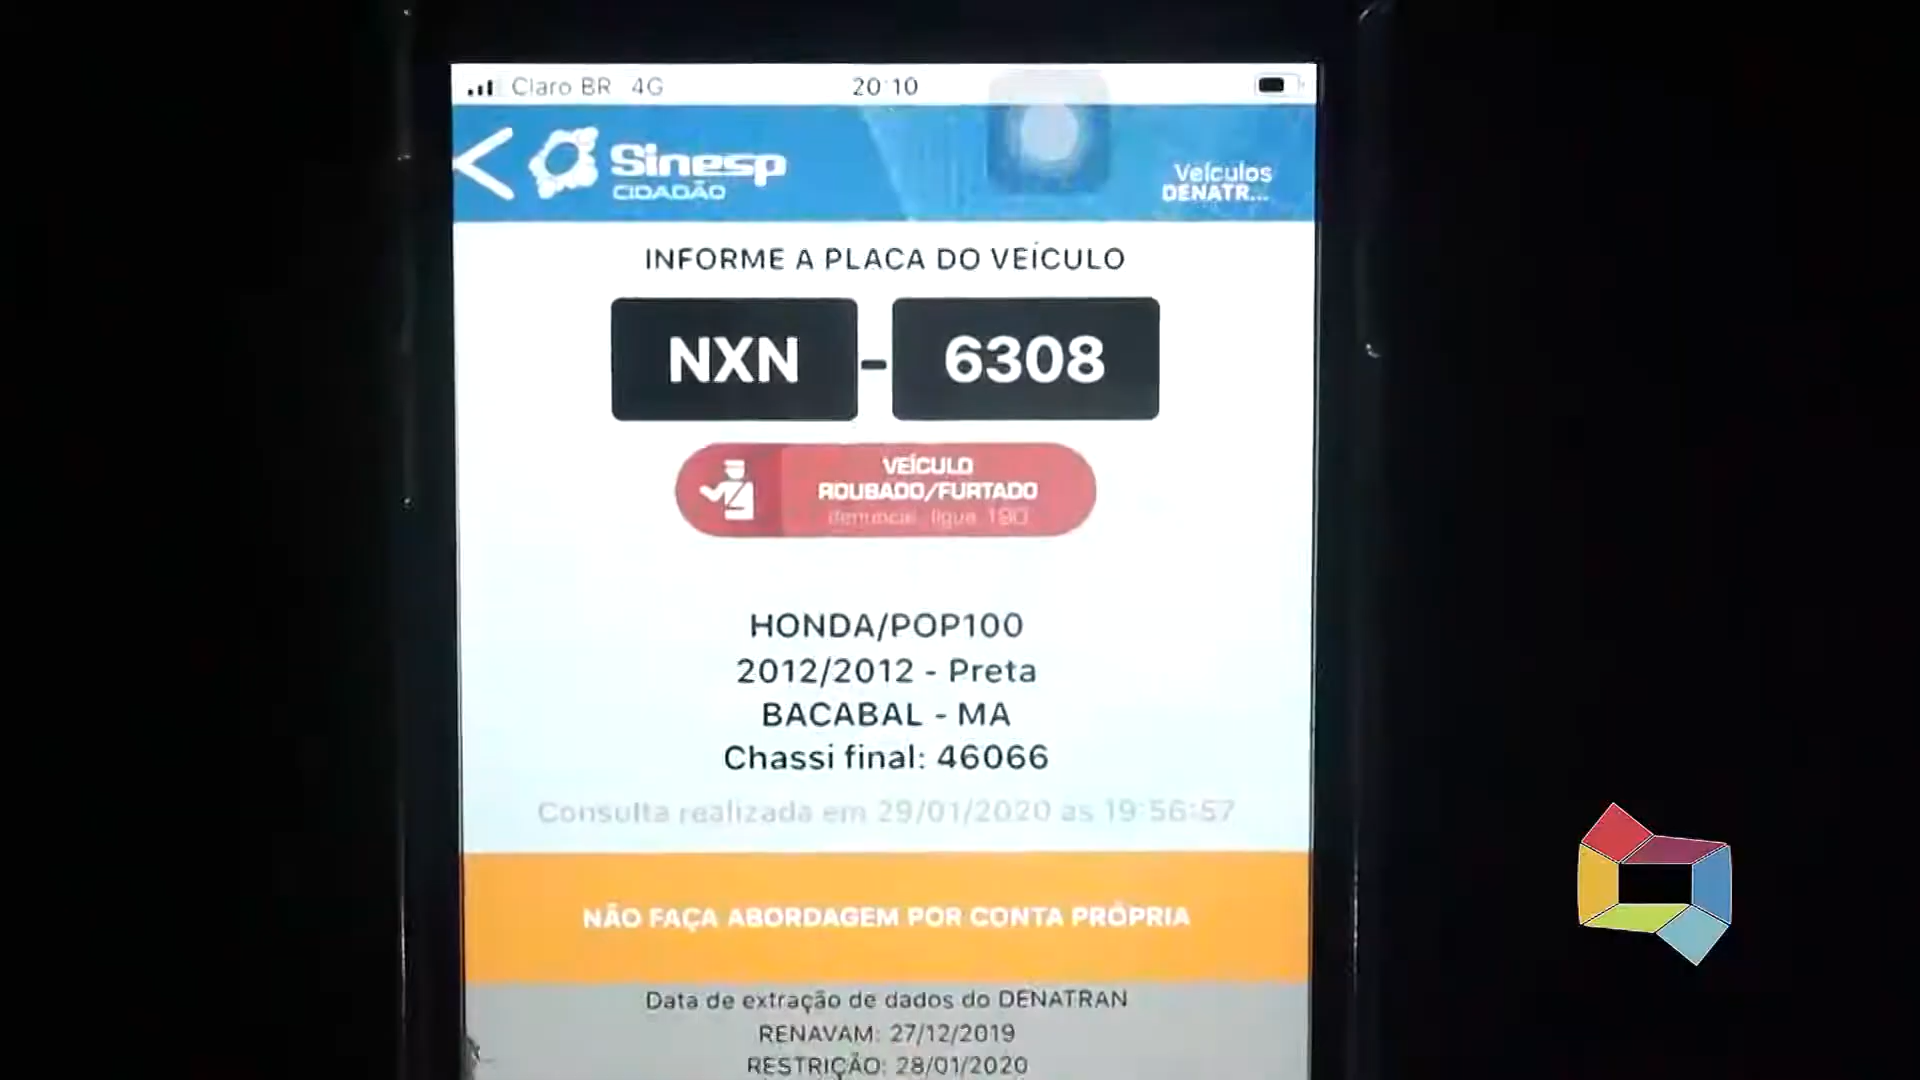 Claro BR 4G 20:10
Sinesp
CIDADÃO
Veículos
DENATR...
INFORME A PLACA DO VEÍCULO
NXN - 6308
VEÍCULO
ROUBADO/FURTADO
denuncie, ligue 190
HONDA/POP100
2012/2012 - Preta
BACABAL - MA
Chassi final: 46066
Consulta realizada em 29/01/2020 as 19:56:57
NÃO FAÇA ABORDAGEM POR CONTA PRÓPRIA
Data de extração de dados do DENATRAN
RENAVAM: 27/12/2019
RESTRIÇÃO: 28/01/2020